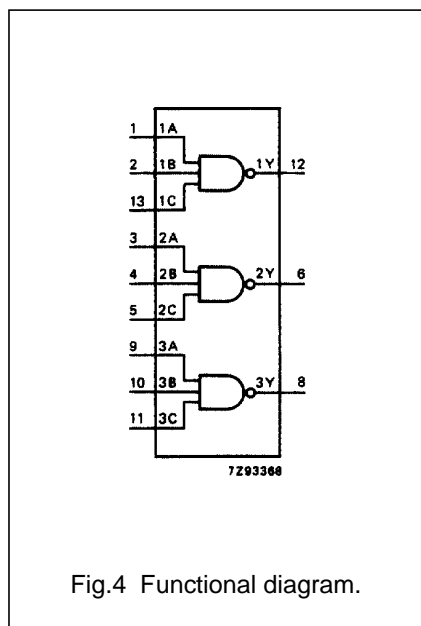 1 1A
2 1B 1Y 12
13 1C
3 2A
4 2B 2Y 6
5 2C
9 3A
10 3B 3Y 8
11 3C
7Z93368
Fig.4 Functional diagram.